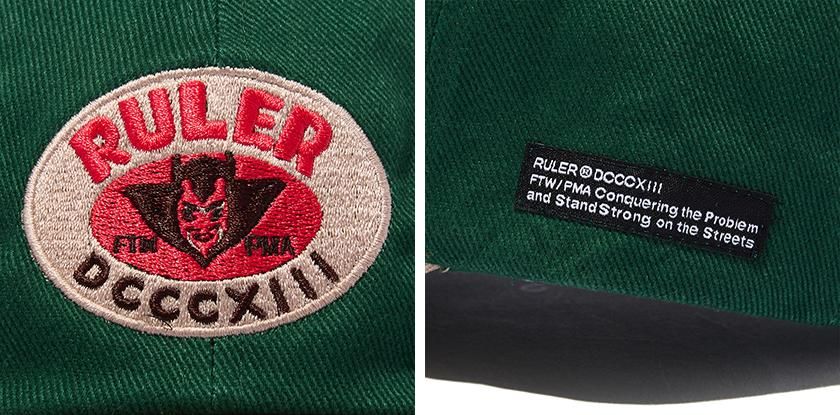 RULER
FTW PMA
DCCCXIII
RULER® DCCCXIII
FTW/PMA Conquering the Problem
and Stand Strong on the Streets